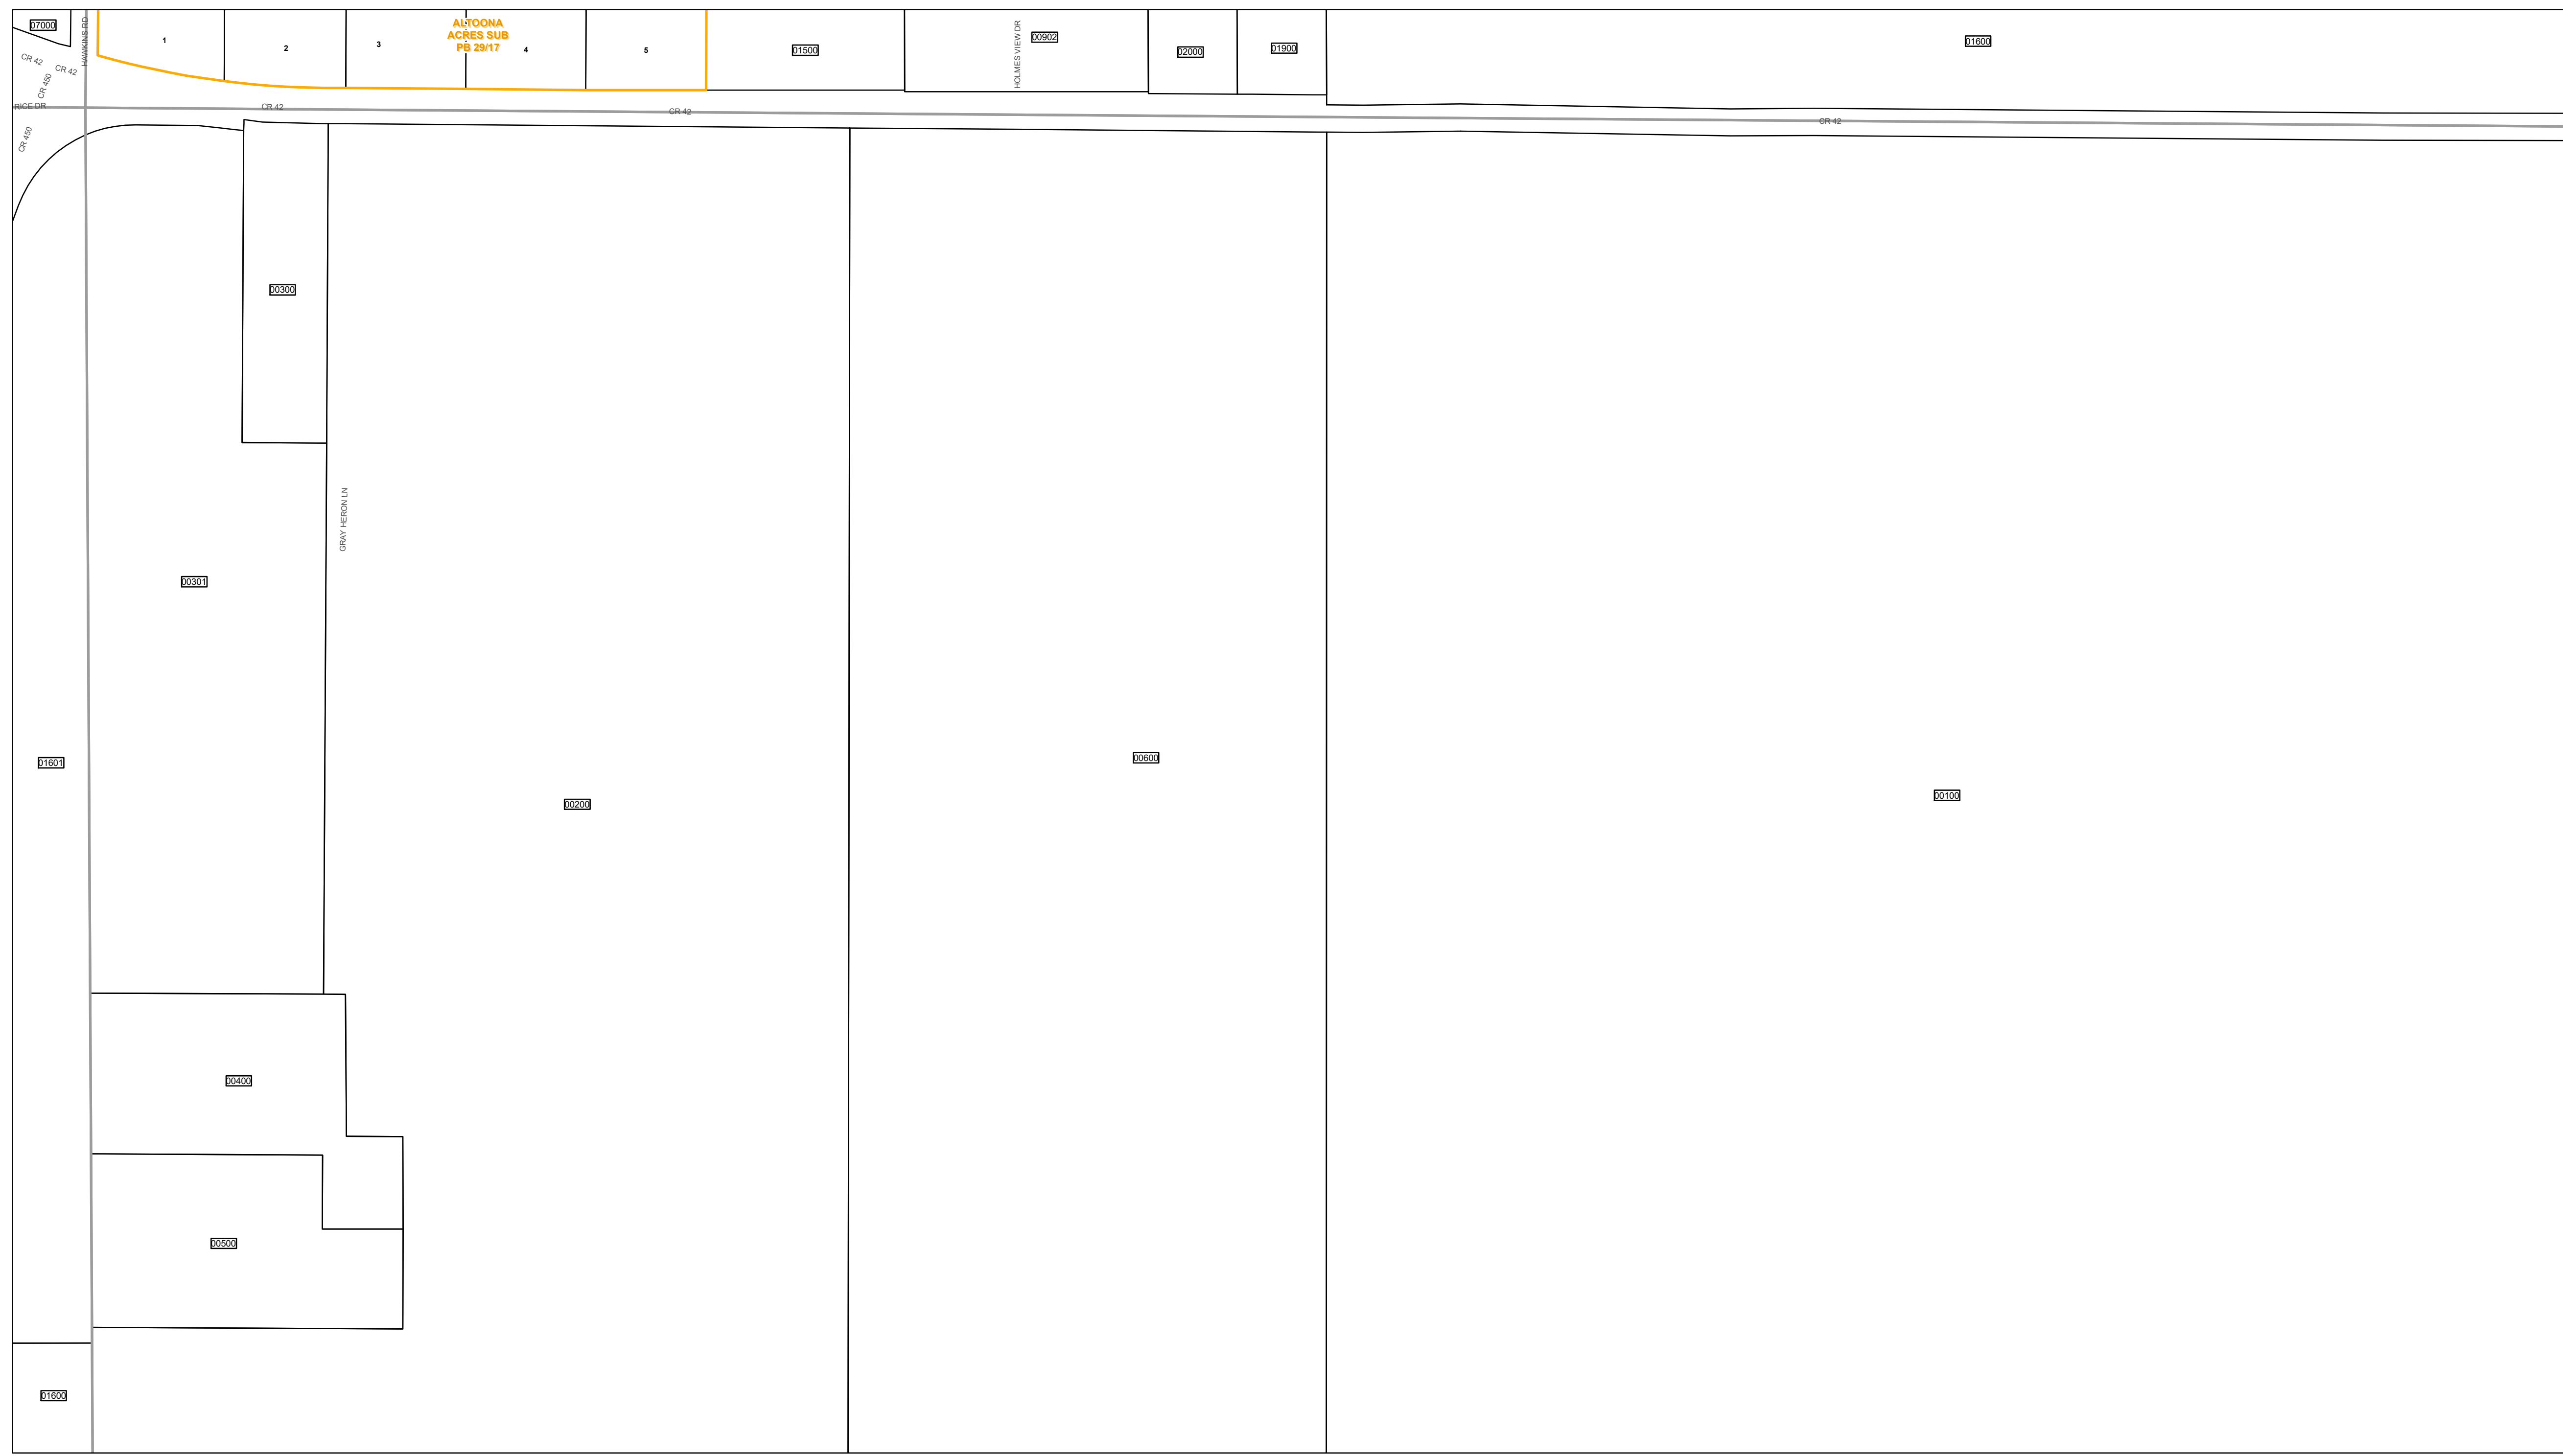 07000
HAWKINS RD
1
2
3
ALTOONA
ACRES SUB
PB 29/17
4
5
01500
HOLMES VIEW DR
00902
02000
01900
01600
CR 42
CR 42
CR 450
RICE DR
CR 42
CR 42
CR 42
CR 450
00300
GRAY HERON LN
00301
01601
00200
00600
00100
00400
00500
01600